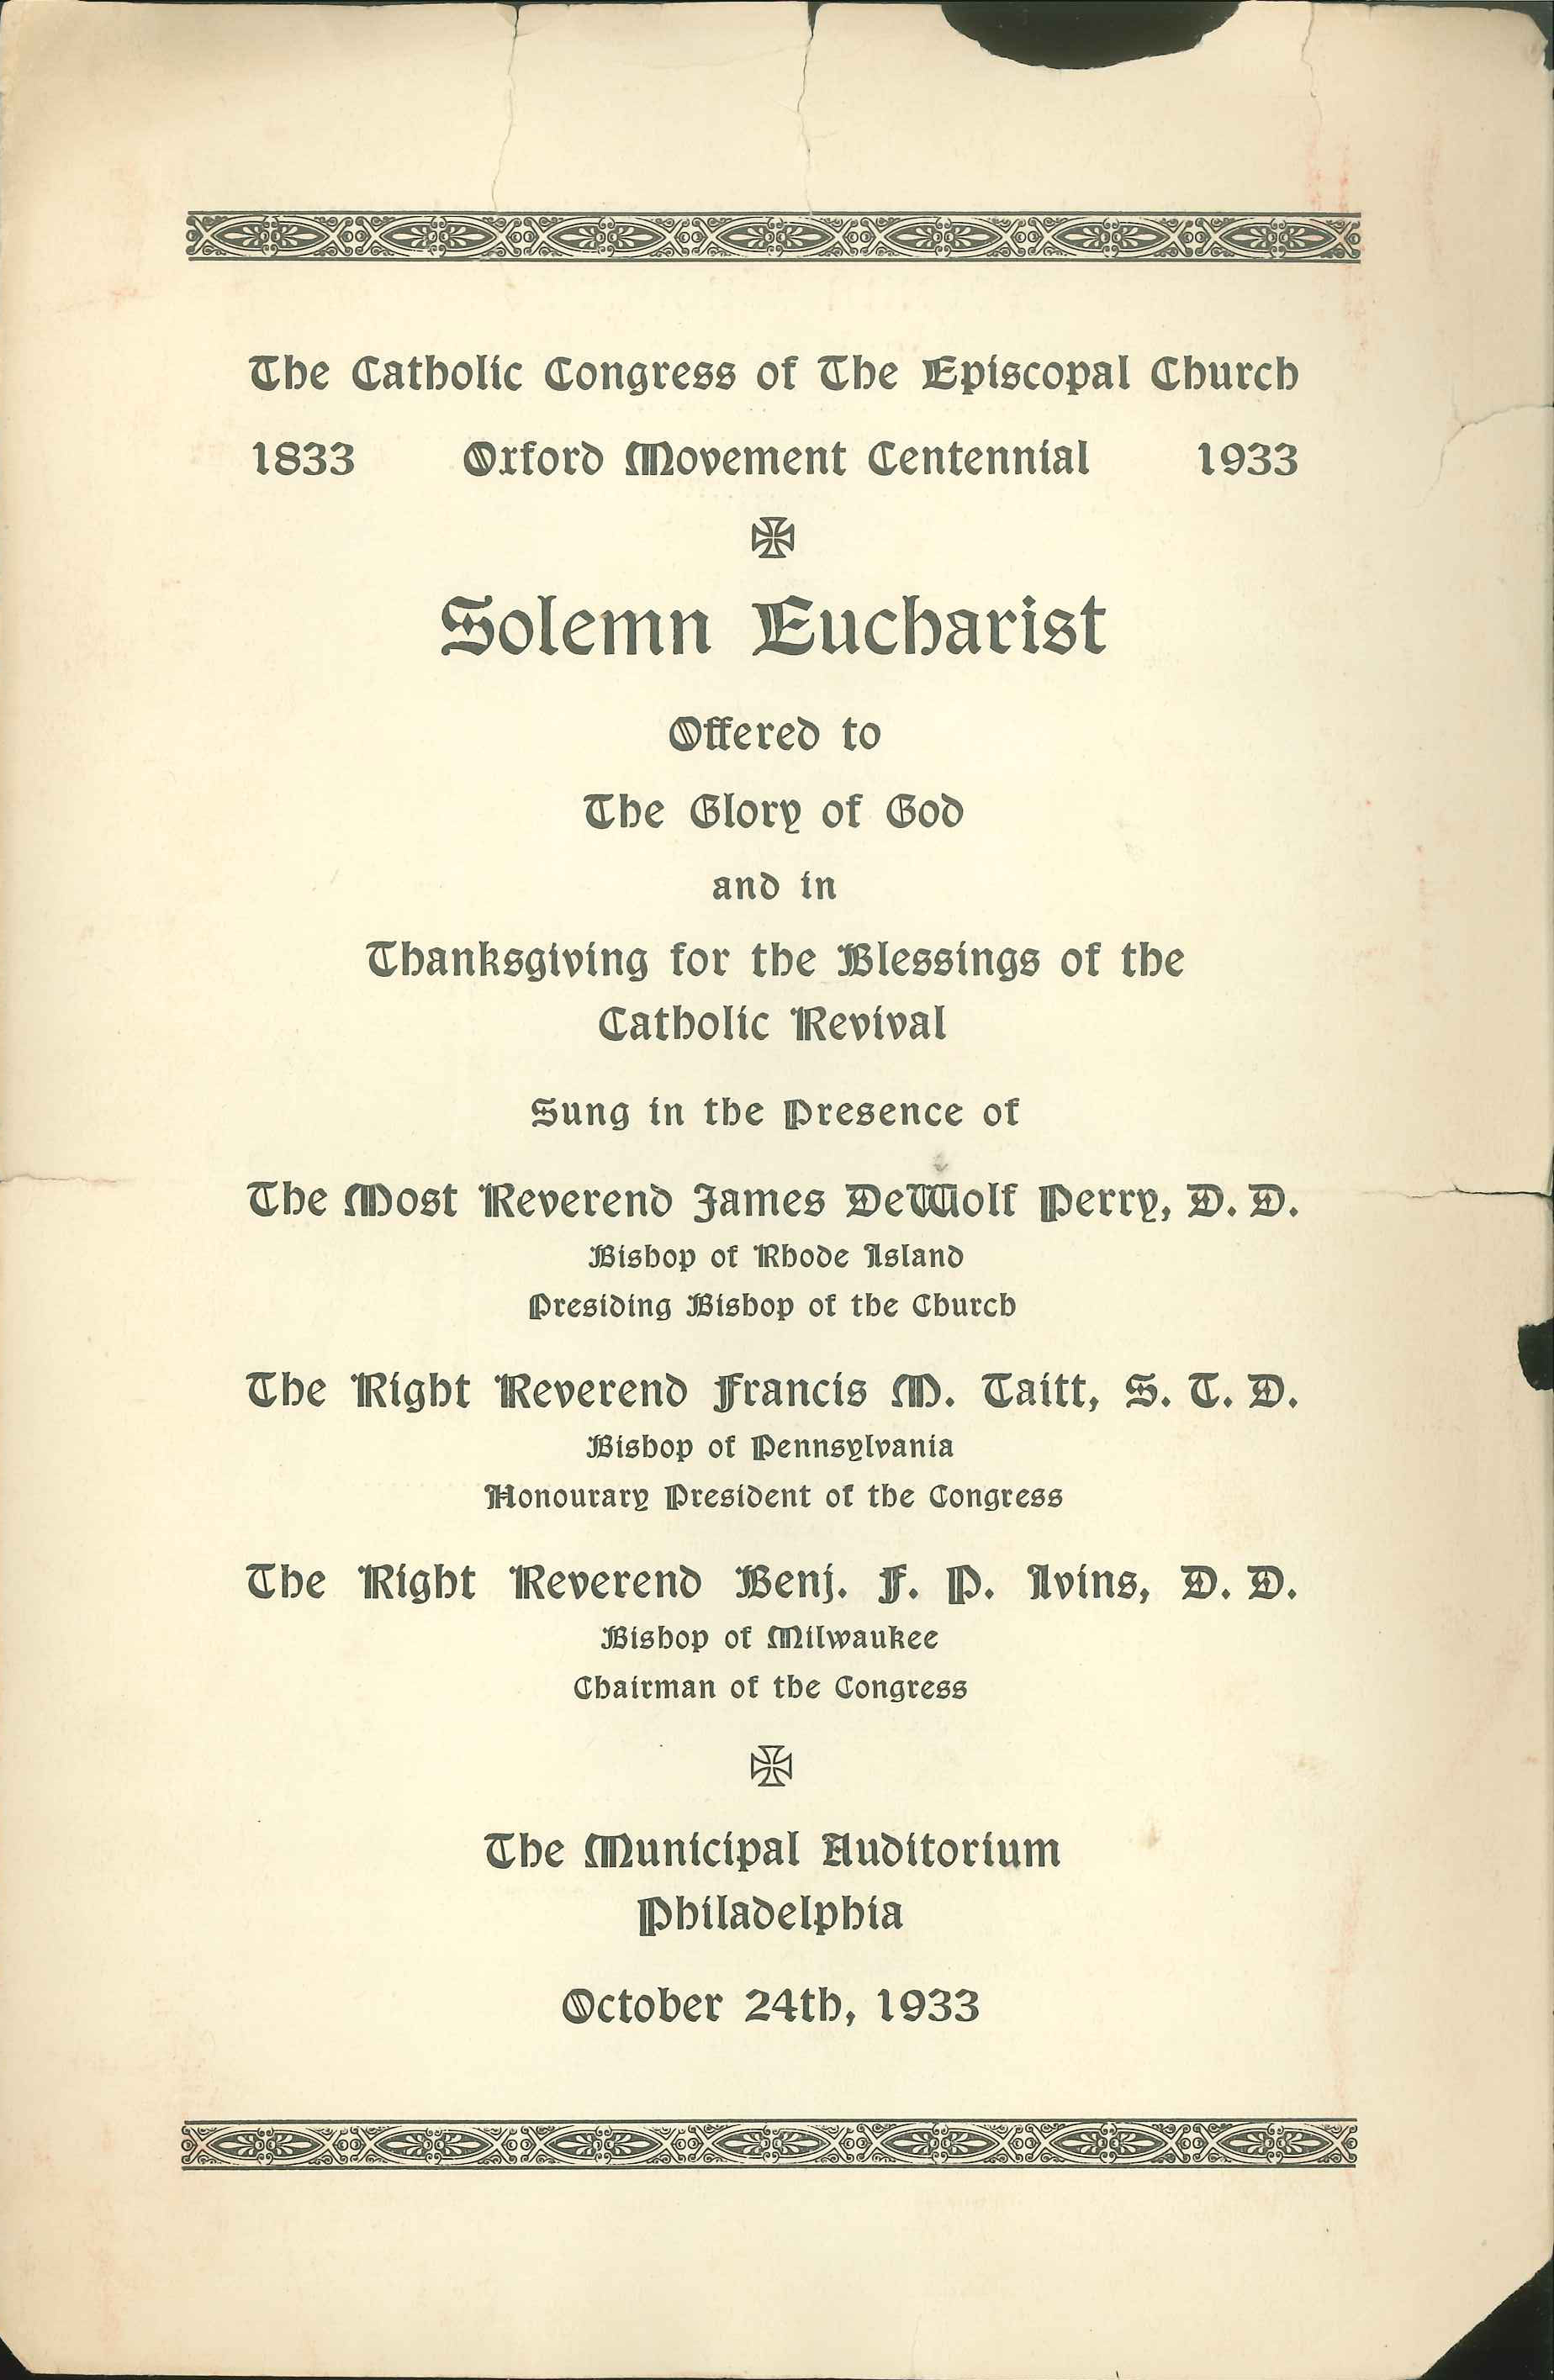 The Catholic Congress of The Episcopal Church
1833 Oxford Movement Centennial 1933
✠
Solemn Eucharist
Offered to
The Glory of God
and in
Thanksgiving for the Blessings of the
Catholic Revival
Sung in the Presence of
The Most Reverend James DeWolf Perry, D. D.
Bishop of Rhode Island
Presiding Bishop of the Church
The Right Reverend Francis M. Taitt, S. T. D.
Bishop of Pennsylvania
Honourary President of the Congress
The Right Reverend Benj. F. P. Ivins, D. D.
Bishop of Milwaukee
Chairman of the Congress
✠
The Municipal Auditorium
Philadelphia
October 24th, 1933